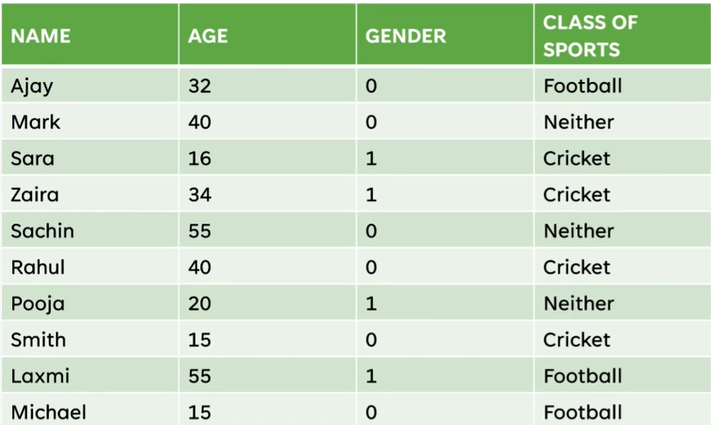 NAME AGE GENDER CLASS OF SPORTS
Ajay 32 0 Football
Mark 40 0 Neither
Sara 16 1 Cricket
Zaira 34 1 Cricket
Sachin 55 0 Neither
Rahul 40 0 Cricket
Pooja 20 1 Neither
Smith 15 0 Cricket
Laxmi 55 1 Football
Michael 15 0 Football